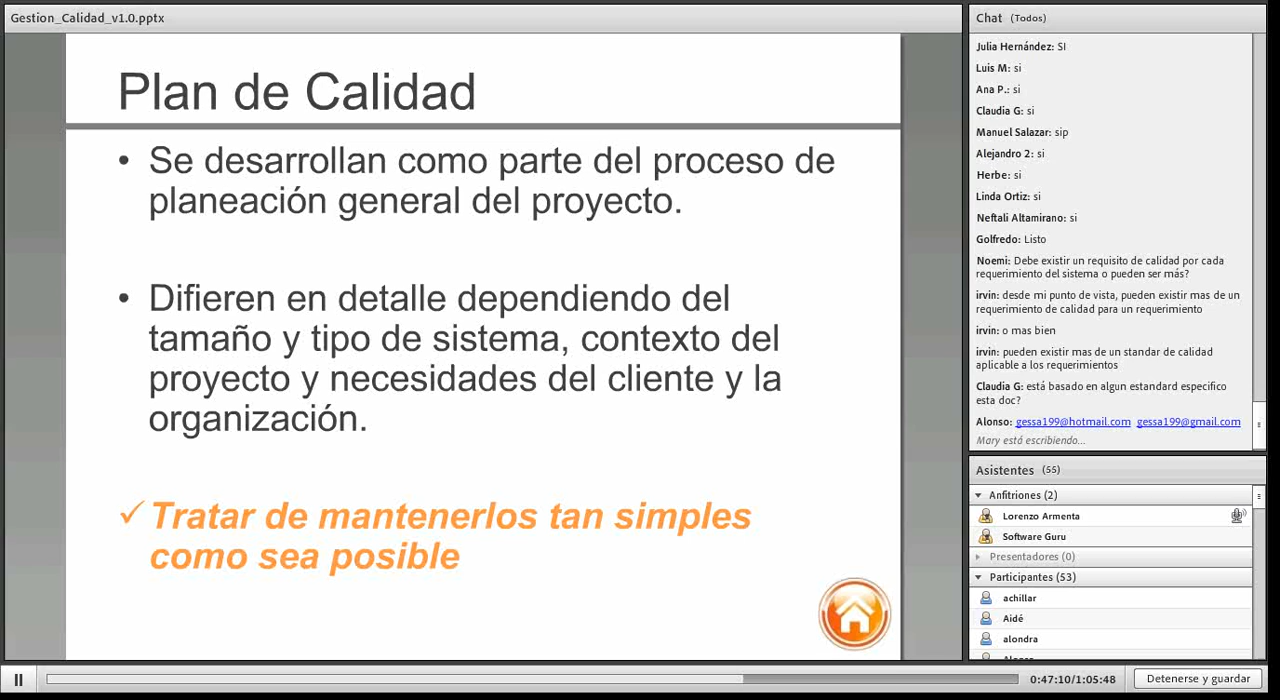 Gestion_Calidad_v1.0.pptx
Plan de Calidad
• Se desarrollan como parte del proceso de
planeación general del proyecto.
• Difieren en detalle dependiendo del
tamaño y tipo de sistema, contexto del
proyecto y necesidades del cliente y la
organización.
✓ Tratar de mantenerlos tan simples
como sea posible
Chat (Todos)
Julia Hernández: SI
Luis M: si
Ana P.: si
Claudia G: si
Manuel Salazar: sip
Alejandro 2: si
Herbe: si
Linda Ortiz: si
Neftali Altamirano: si
Golfredo: Listo
Noemi: Debe existir un requisito de calidad por cada
requerimiento del sistema o pueden ser más?
irvin: desde mi punto de vista, pueden existir mas de un
requerimiento de calidad para un requerimiento
irvin: o mas bien
irvin: pueden existir mas de un standar de calidad
aplicable a los requerimientos
Claudia G: está basado en algun estandard especifico
esta doc?
Alonso: gessa199@hotmail.com gessa199@gmail.com
Mary está escribiendo...
Asistentes (55)
Anfitriones (2)
Lorenzo Armenta
Software Guru
Presentadores (0)
Participantes (53)
achillar
Aidé
alondra
0:47:10/1:05:48
Detenerse y guardar